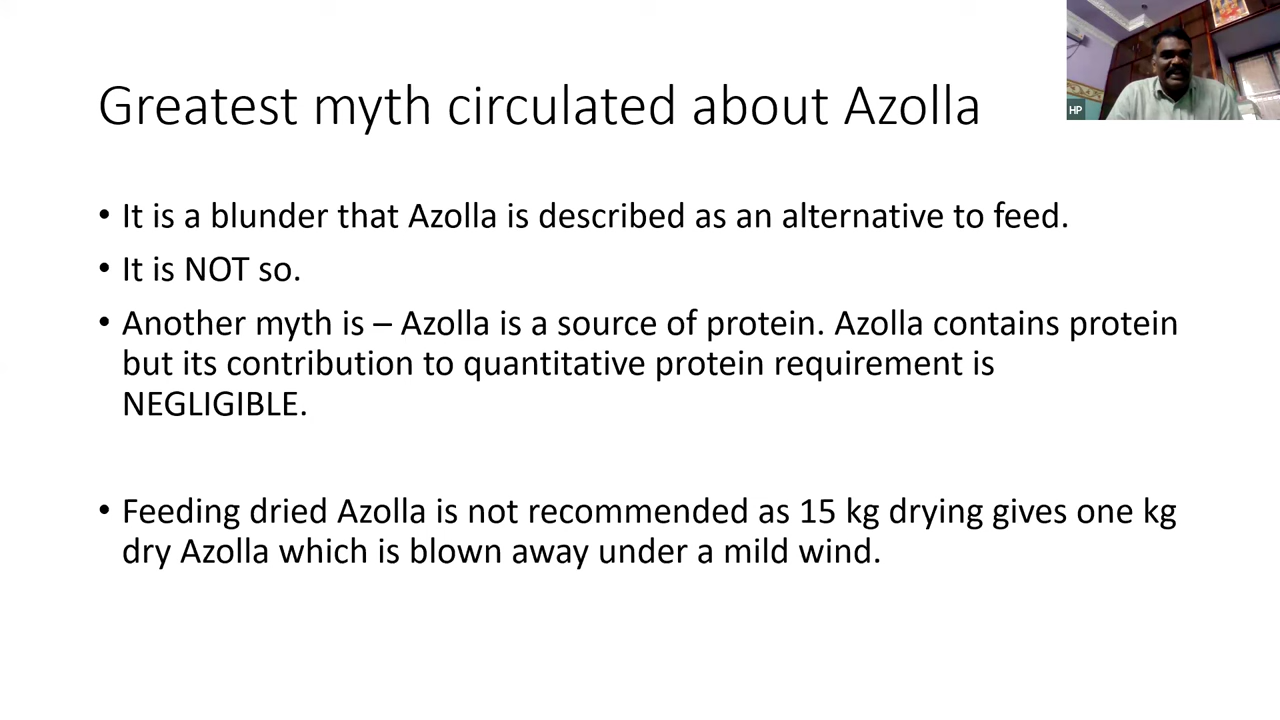 HP
Greatest myth circulated about Azolla
• It is a blunder that Azolla is described as an alternative to feed.
• It is NOT so.
• Another myth is – Azolla is a source of protein. Azolla contains protein
but its contribution to quantitative protein requirement is
NEGLIGIBLE.
• Feeding dried Azolla is not recommended as 15 kg drying gives one kg
dry Azolla which is blown away under a mild wind.